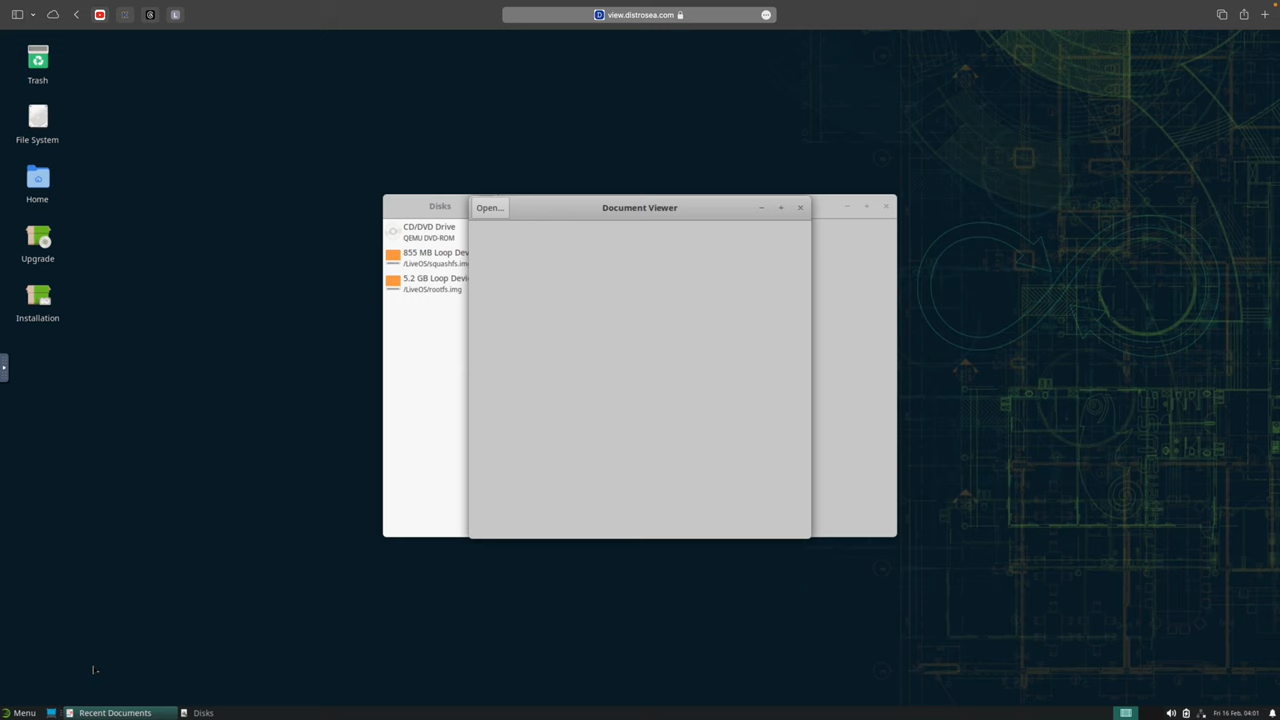 view.distrosea.com
Trash
File System
Home
Upgrade
Installation
Disks
CD/DVD Drive
QEMU DVD-ROM
855 MB Loop Devi
/LiveOS/squashfs.im
5.2 GB Loop Devi
/LiveOS/rootfs.img
Open...
Document Viewer
Menu
Recent Documents
Disks
Fri 16 Feb, 04:01